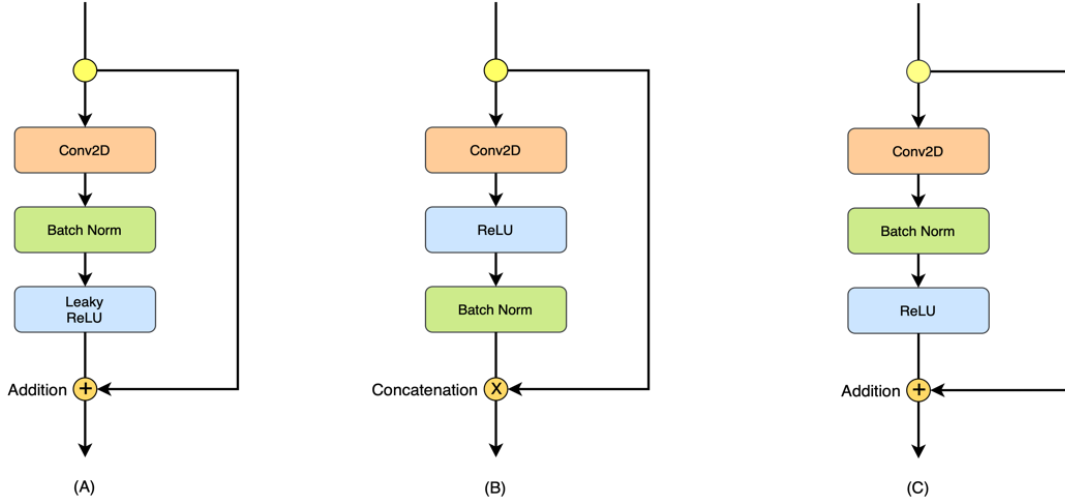 Conv2D
Batch Norm
Leaky
ReLU
Addition +
(A)
Conv2D
ReLU
Batch Norm
Concatenation X
(B)
Conv2D
Batch Norm
ReLU
Addition +
(C)